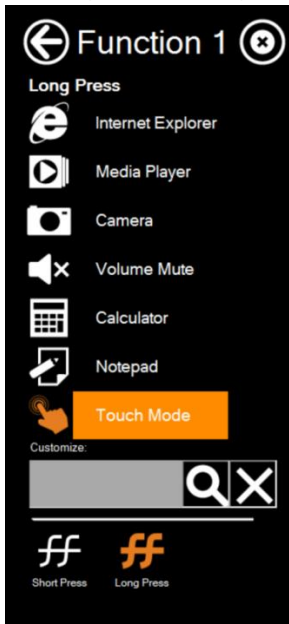 Function 1
Long Press
Internet Explorer
Media Player
Camera
Volume Mute
Calculator
Notepad
Touch Mode
Customize:
Short Press
Long Press